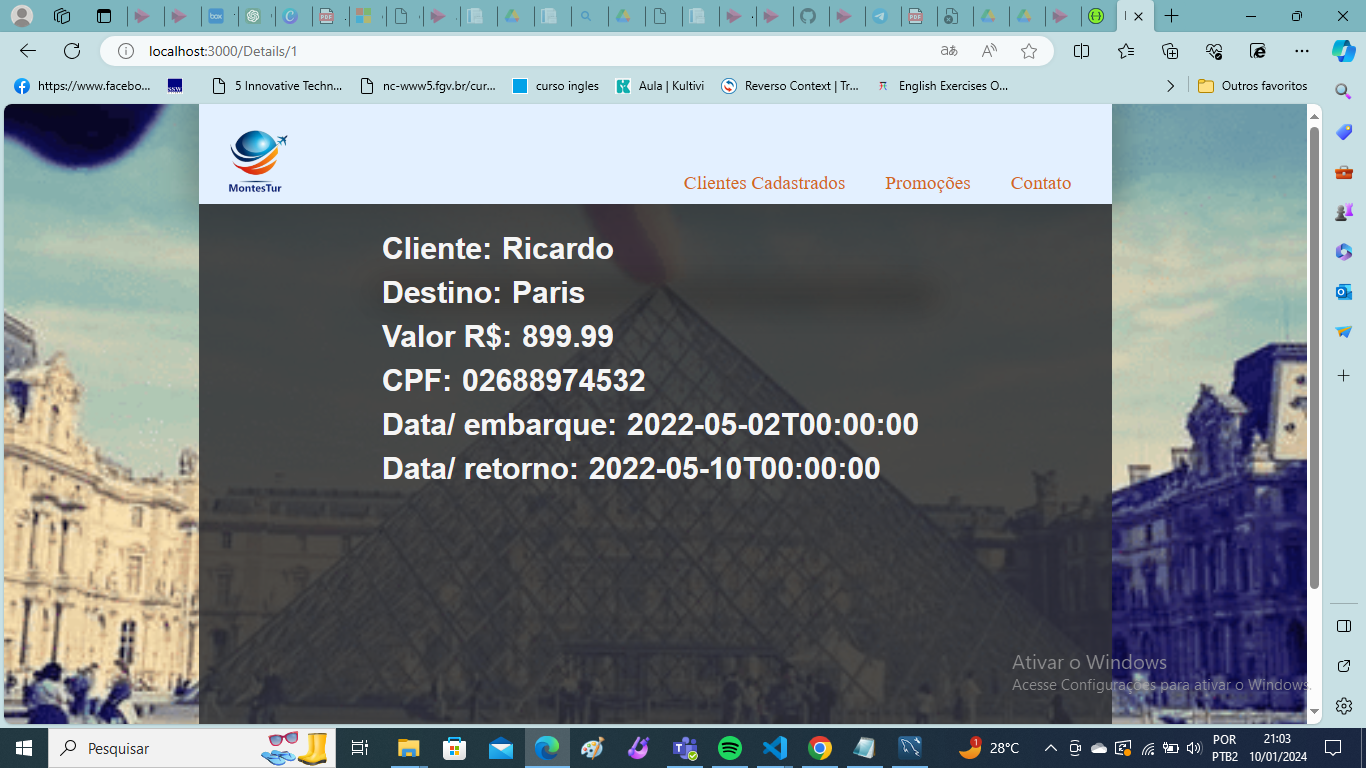 localhost:3000/Details/1
https://www.facebo...
SSW
5 Innovative Techn...
nc-www5.fgv.br/cur...
curso ingles
Aula | Kultivi
Reverso Context | Tr...
English Exercises O...
Outros favoritos
MontesTur
Clientes Cadastrados
Promoções
Contato
Cliente: Ricardo
Destino: Paris
Valor R$: 899.99
CPF: 02688974532
Data/ embarque: 2022-05-02T00:00:00
Data/ retorno: 2022-05-10T00:00:00
Ativar o Windows
Acesse Configurações para ativar o Windows.
Pesquisar
28°C
POR
PTB2
21:03
10/01/2024